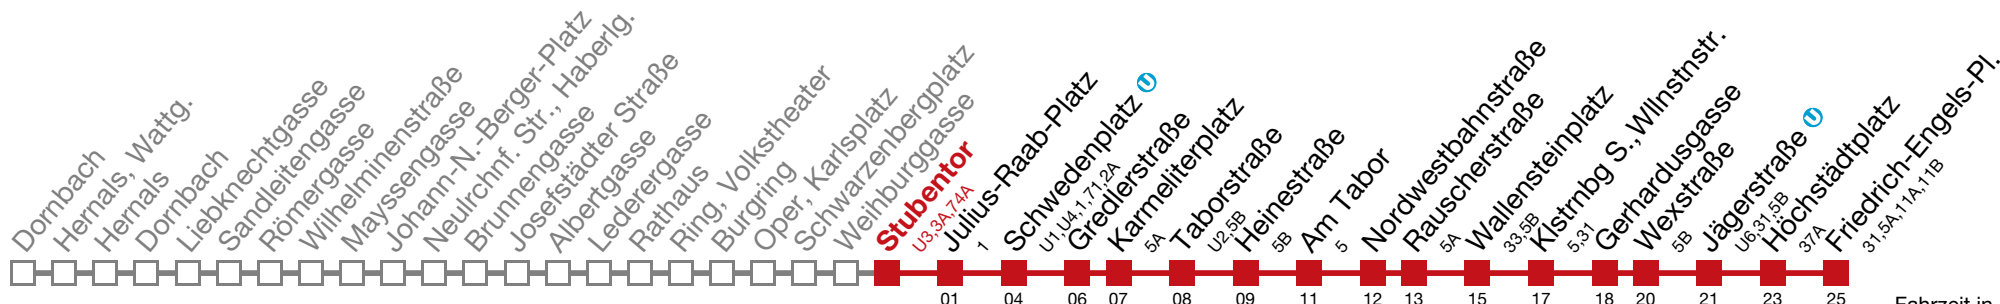 Dornbach
Hernals, Wattg.
Hernals
Dornbach
Liebknechtgasse
Sandleitengasse
Römergasse
Wilhelminenstraße
Mayssengasse
Johann-N.-Berger-Platz
Neulrchnf. Str., Haberlg.
Brunnengasse
Josefstädter Straße
Albertgasse
Lederergasse
Rathaus
Ring, Volkstheater
Burgring
Oper, Karlsplatz
Schwarzenbergplatz
Weihburggasse
Stubentor
U3,3A,74A
Julius-Raab-Platz
1
Schwedenplatz U
U1,U4,1,71,2A
Gredlerstraße
Karmeliterplatz
5A
Taborstraße
U2,5B
Heinestraße
5B
Am Tabor
5
Nordwestbahnstraße
Rauscherstraße
5A
Wallensteinplatz
33,5B
Klstrnbg S., Wllnstnstr.
5,31
Gerhardusgasse
Wexstraße
5B
Jägerstraße U
U6,31,5B
Höchstädtplatz
37A
Friedrich-Engels-Pl.
31,5A,11A,11B
01 04 06 07 08 09 11 12 13 15 17 18 20 21 23 25